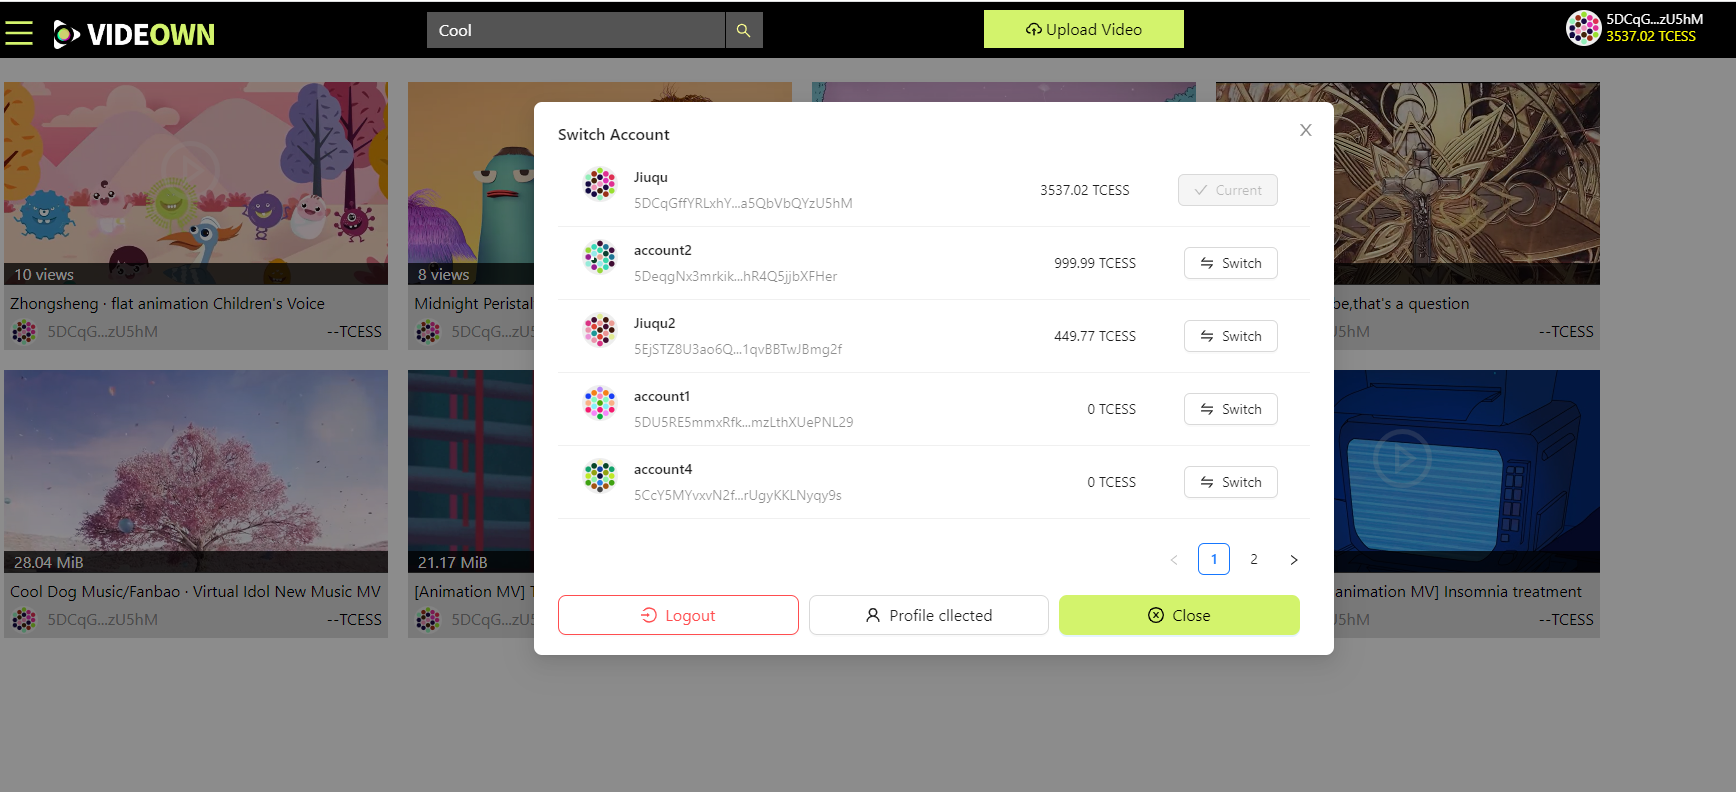 VIDEOWN
Cool
Upload Video
5DCqG...zU5hM
3537.02 TCESS
Switch Account
Jiuqu
5DCqGffYRLxhY...a5QbVbQYzU5hM
3537.02 TCESS
Current
account2
5DeqgNx3mrkik...hR4Q5jjbXFHer
999.99 TCESS
Switch
Jiuqu2
5EjSTZ8U3ao6Q...1qvBBTwJBmg2f
449.77 TCESS
Switch
account1
5DU5RE5mmxRfk...mzLthXUePNL29
0 TCESS
Switch
account4
5CcY5MYvxvN2f...rUgyKKLNyqy9s
0 TCESS
Switch
1
2
Logout
Profile cllected
Close
10 views
Zhongsheng · flat animation Children's Voice
5DCqG...zU5hM
--TCESS
8 views
Midnight Peristal
5DCqG...zU5
be,that's a question
5hM
--TCESS
28.04 MiB
Cool Dog Music/Fanbao · Virtual Idol New Music MV
5DCqG...zU5hM
--TCESS
21.17 MiB
[Animation MV] T
5DCqG...zU5
animation MV] Insomnia treatment
5hM
--TCESS